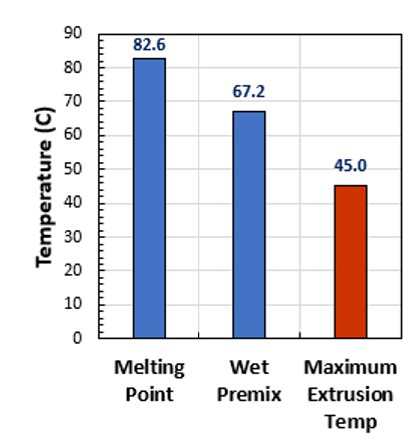 90
80
70
60
50
40
30
20
10
0
Temperature (C)
82.6
67.2
45.0
Melting
Point
Wet
Premix
Maximum
Extrusion
Temp